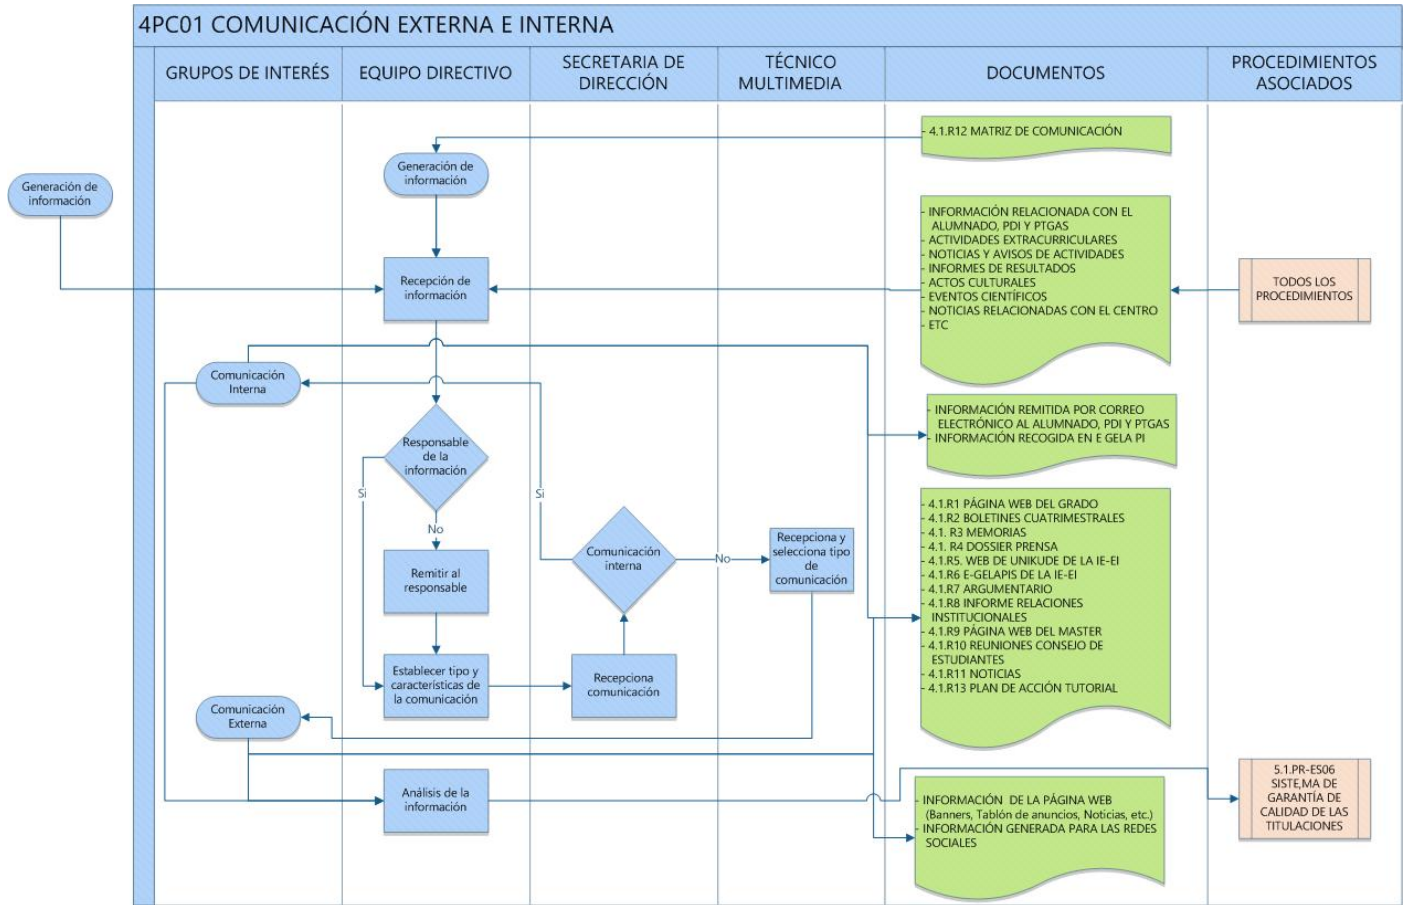 4PC01 COMUNICACIÓN EXTERNA E INTERNA
GRUPOS DE INTERÉS
EQUIPO DIRECTIVO
SECRETARIA DE
DIRECCIÓN
TÉCNICO
MULTIMEDIA
DOCUMENTOS
PROCEDIMIENTOS
ASOCIADOS
- 4.1.R12 MATRIZ DE COMUNICACIÓN
Generación de
información
Generación de
información
- INFORMACIÓN RELACIONADA CON EL
ALUMNADO, PDI Y PTGAS
- ACTIVIDADES EXTRACURRICULARES
- NOTICIAS Y AVISOS DE ACTIVIDADES
- INFORMES DE RESULTADOS
- ACTOS CULTURALES
- EVENTOS CIENTÍFICOS
- NOTICIAS RELACIONADAS CON EL CENTRO
- ETC
Recepción de
información
TODOS LOS
PROCEDIMIENTOS
Comunicación
Interna
- INFORMACIÓN REMITIDA POR CORREO
ELECTRÓNICO AL ALUMNADO, PDI Y PTGAS
- INFORMACIÓN RECOGIDA EN E GELA PI
Responsable
de la
información
Si
No
Si
Remitir al
responsable
Comunicación
interna
No
Recepciona y
selecciona tipo
de
comunicación
- 4.1.R1 PÁGINA WEB DEL GRADO
- 4.1.R2 BOLETINES CUATRIMESTRALES
- 4.1. R3 MEMORIAS
- 4.1. R4 DOSSIER PRENSA
- 4.1.R5. WEB DE UNIKUDE DE LA IE-EI
- 4.1.R6 E-GELAPIS DE LA IE-EI
- 4.1.R7 ARGUMENTARIO
- 4.1.R8 INFORME RELACIONES
INSTITUCIONALES
- 4.1.R9 PÁGINA WEB DEL MASTER
- 4.1.R10 REUNIONES CONSEJO DE
ESTUDIANTES
- 4.1.R11 NOTICIAS
- 4.1.R13 PLAN DE ACCIÓN TUTORIAL
Establecer tipo y
características de
la comunicación
Recepciona
comunicación
Comunicación
Externa
Análisis de la
información
- INFORMACIÓN DE LA PÁGINA WEB
(Banners, Tablón de anuncios, Noticias, etc.)
- INFORMACIÓN GENERADA PARA LAS REDES
SOCIALES
5.1.PR-ES06
SISTE,MA DE
GARANTÍA DE
CALIDAD DE LAS
TITULACIONES